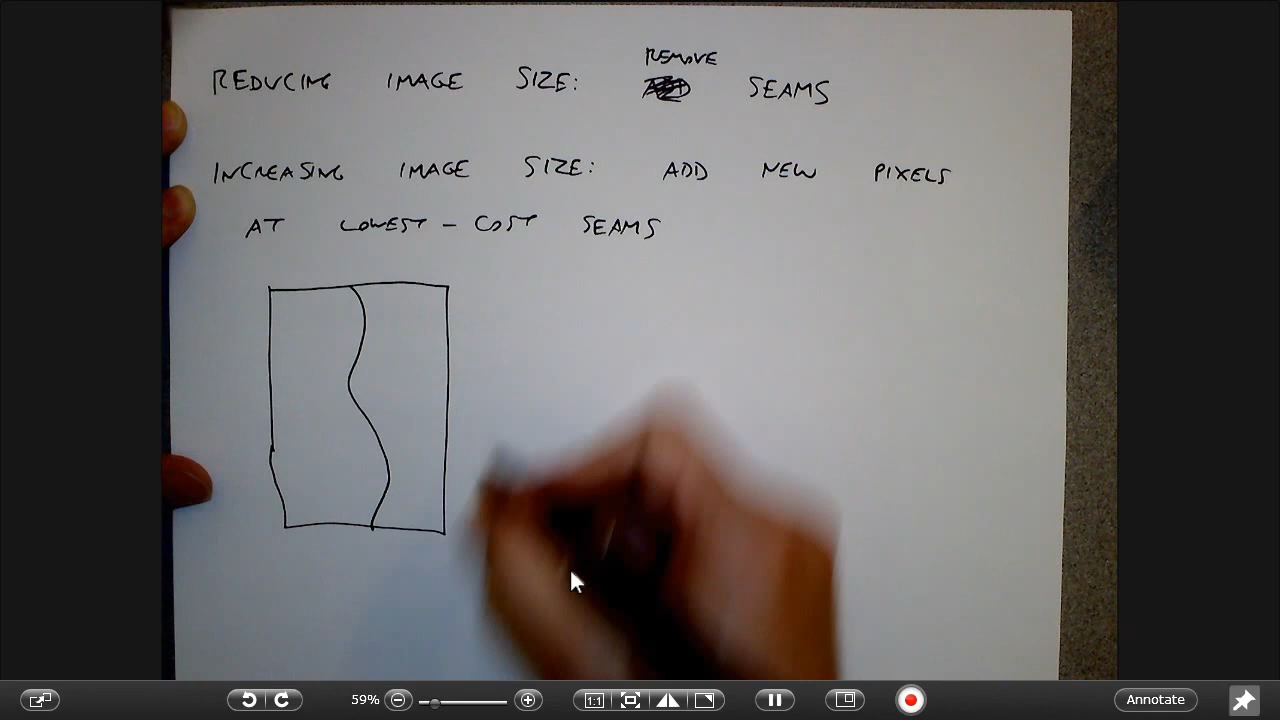 REMOVE
REDUCING IMAGE SIZE: SEAMS
INCREASING IMAGE SIZE: ADD NEW PIXELS
AT LOWEST - COST SEAMS
59%
1:1
Annotate